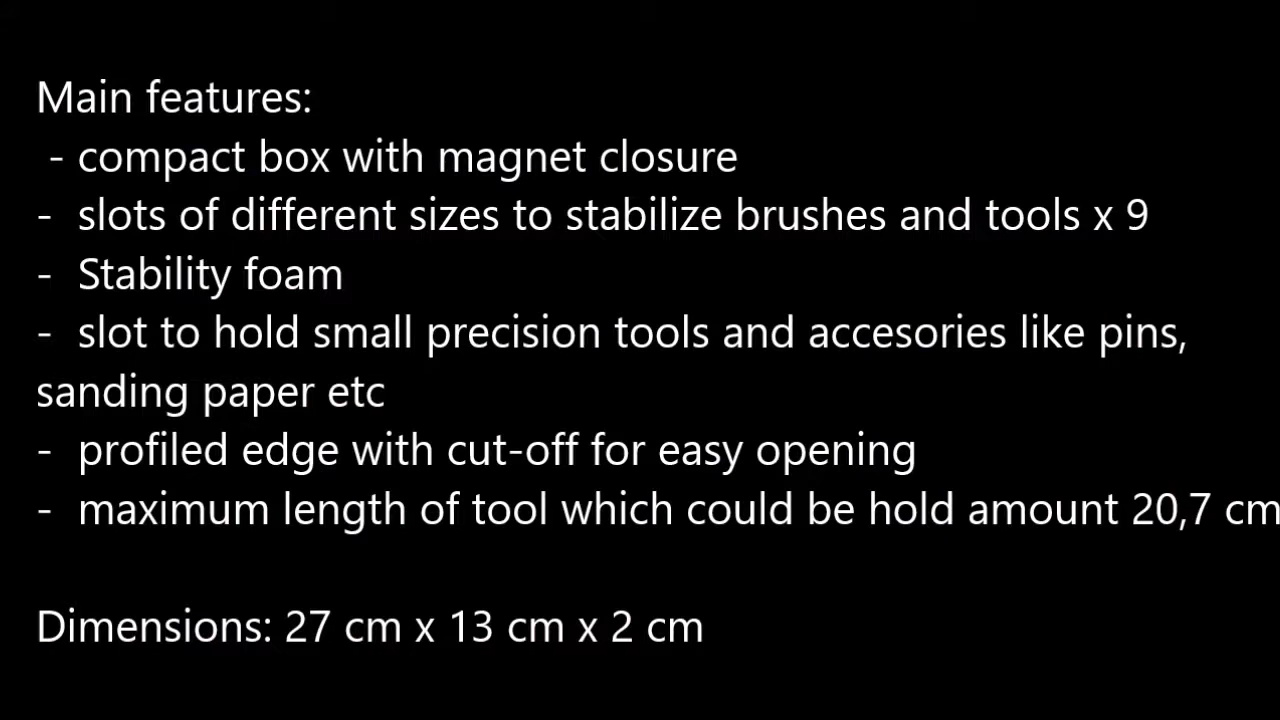 Main features:
- compact box with magnet closure
- slots of different sizes to stabilize brushes and tools x 9
- Stability foam
- slot to hold small precision tools and accesories like pins,
sanding paper etc
- profiled edge with cut-off for easy opening
- maximum length of tool which could be hold amount 20,7 cm
Dimensions: 27 cm x 13 cm x 2 cm